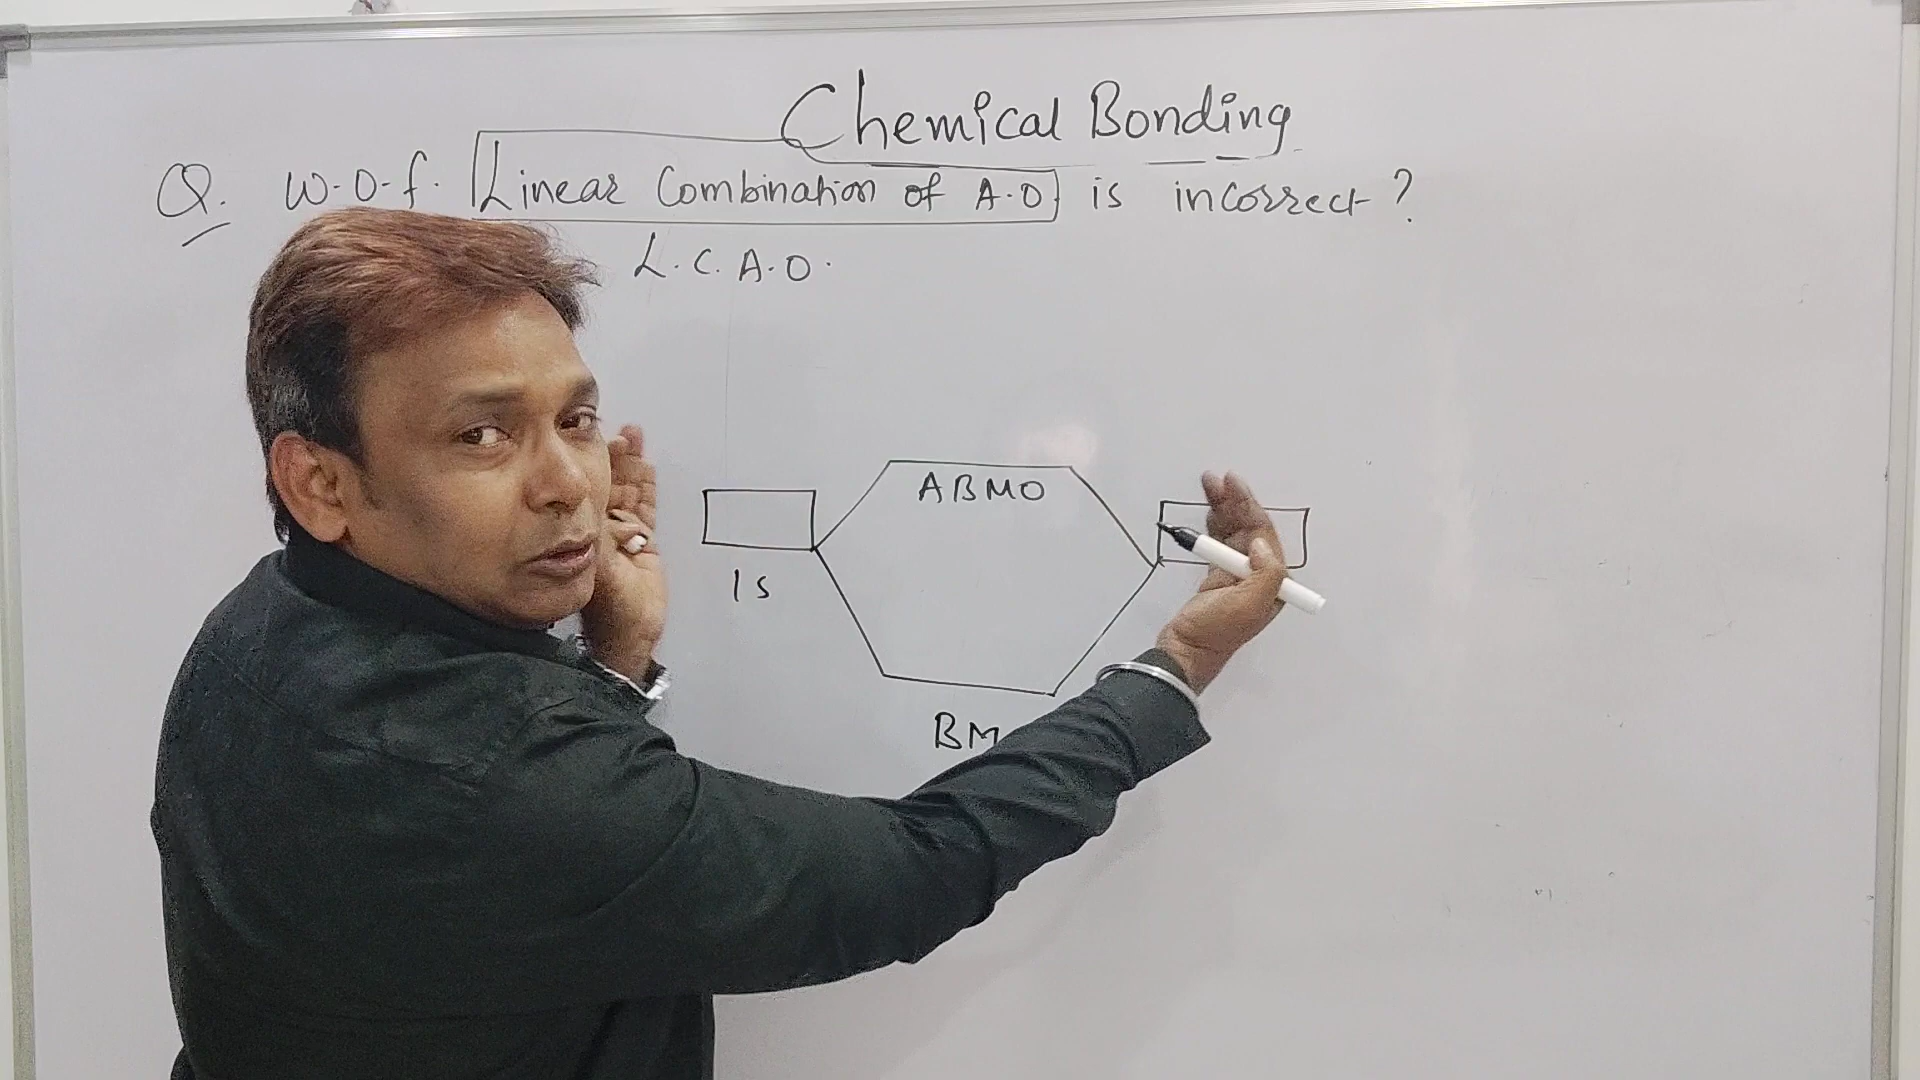 Chemical Bonding
Q. W.O.f. Linear Combination of A.O is incorrect?
L.C.A.O.
ABMO
1s
BM